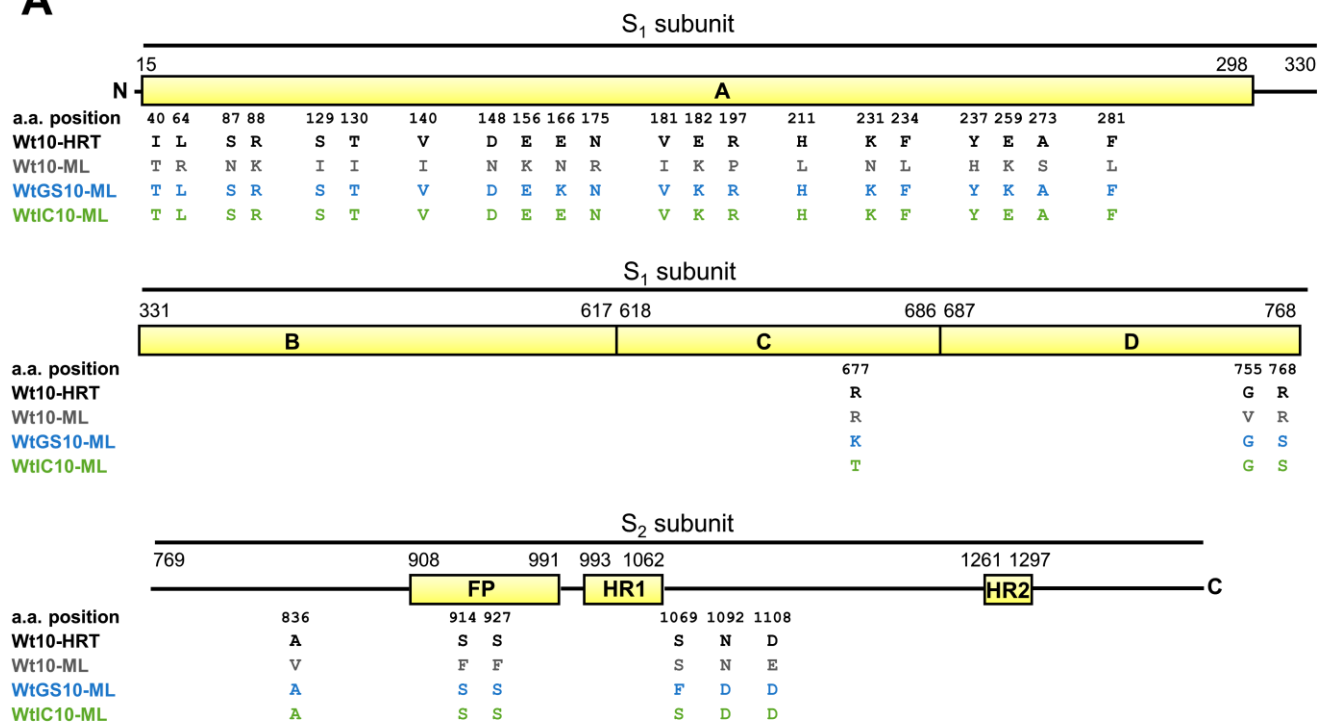 A
S1 subunit
15 298 330
N A
a.a. position 40 64 87 88 129 130 140 148 156 166 175 181 182 197 211 231 234 237 259 273 281
Wt10-HRT I L S R S T V D E E N V E R H K F Y E A F
Wt10-ML T R N K I I I N K N R I K P L N L H K S L
WtGS10-ML T L S R S T V D E K N V K R H K F Y K A F
WtIC10-ML T L S R S T V D E E N V K R H K F Y E A F
S1 subunit
331 617 618 686 687 768
B C D
a.a. position 677 755 768
Wt10-HRT R G R
Wt10-ML R V R
WtGS10-ML K G S
WtIC10-ML T G S
S2 subunit
769 908 991 993 1062 1261 1297
FP HR1 HR2 C
a.a. position 836 914 927 1069 1092 1108
Wt10-HRT A S S S N D
Wt10-ML V F F S N E
WtGS10-ML A S S F D D
WtIC10-ML A S S S D D